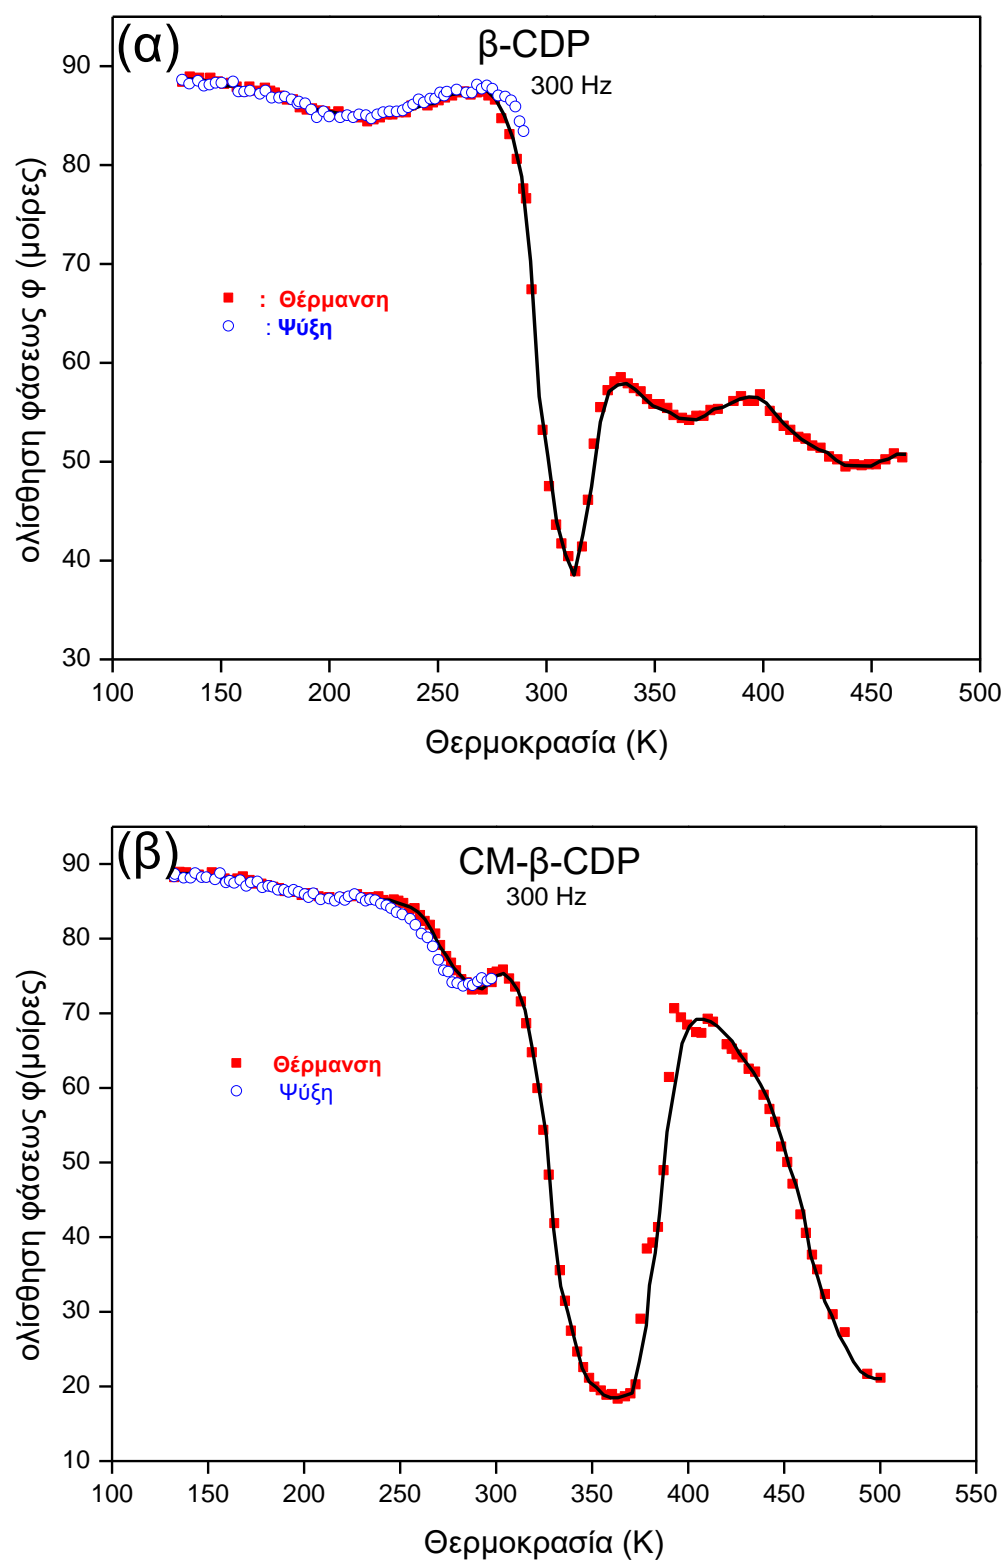 (α)
β-CDP
300 Hz
90
80
70
60
50
40
30
ολίσθηση φάσεως φ (μοίρες)
: Θέρμανση
: Ψύξη
100 150 200 250 300 350 400 450 500
Θερμοκρασία (K)
(β)
CM-β-CDP
300 Hz
90
80
70
60
50
40
30
20
10
ολίσθηση φάσεως φ(μοίρες)
Θέρμανση
Ψύξη
100 150 200 250 300 350 400 450 500 550
Θερμοκρασία (K)